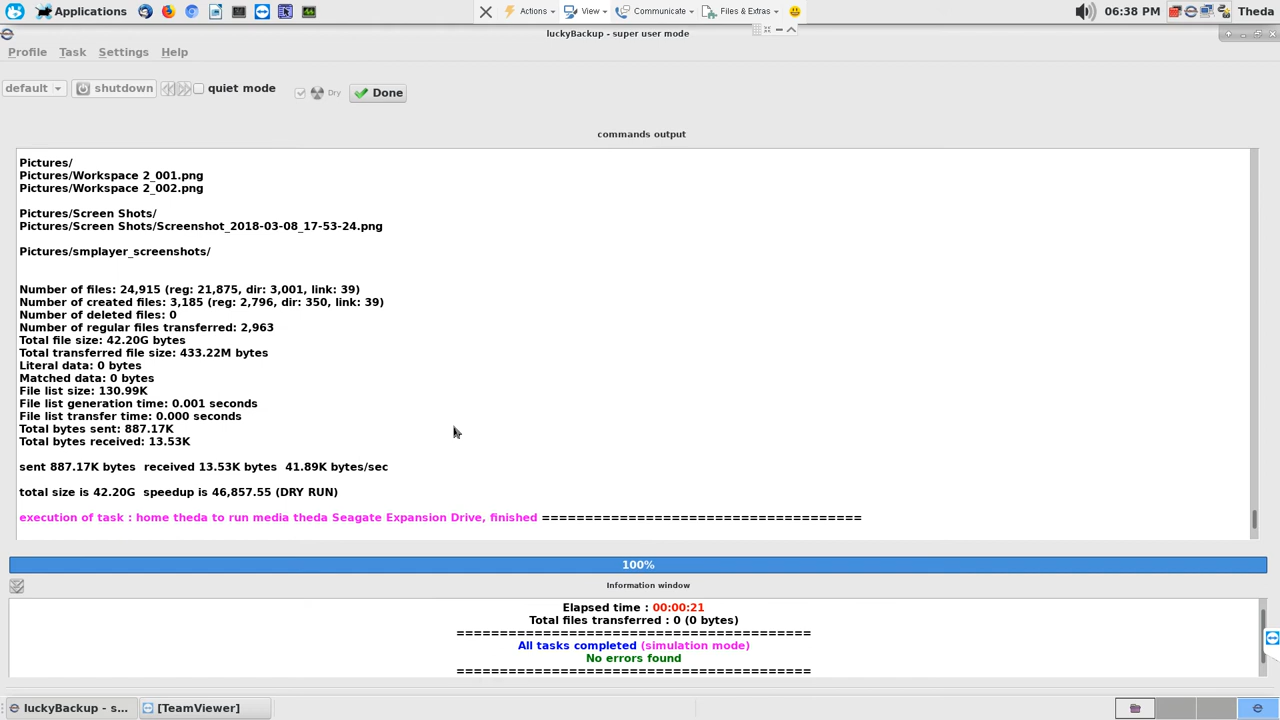 Applications
Actions
View
Communicate
Files & Extras
06:38 PM
Theda
luckyBackup - super user mode
Profile Task Settings Help
default
shutdown
quiet mode
Dry
Done
commands output
Pictures/
Pictures/Workspace 2_001.png
Pictures/Workspace 2_002.png
Pictures/Screen Shots/
Pictures/Screen Shots/Screenshot_2018-03-08_17-53-24.png
Pictures/smplayer_screenshots/
Number of files: 24,915 (reg: 21,875, dir: 3,001, link: 39)
Number of created files: 3,185 (reg: 2,796, dir: 350, link: 39)
Number of deleted files: 0
Number of regular files transferred: 2,963
Total file size: 42.20G bytes
Total transferred file size: 433.22M bytes
Literal data: 0 bytes
Matched data: 0 bytes
File list size: 130.99K
File list generation time: 0.001 seconds
File list transfer time: 0.000 seconds
Total bytes sent: 887.17K
Total bytes received: 13.53K
sent 887.17K bytes  received 13.53K bytes  41.89K bytes/sec
total size is 42.20G  speedup is 46,857.55 (DRY RUN)
execution of task : home theda to run media theda Seagate Expansion Drive, finished =====================================
100%
Information window
Elapsed time : 00:00:21
Total files transferred : 0 (0 bytes)
=========================================
All tasks completed (simulation mode)
No errors found
=========================================
luckyBackup - s...
[TeamViewer]